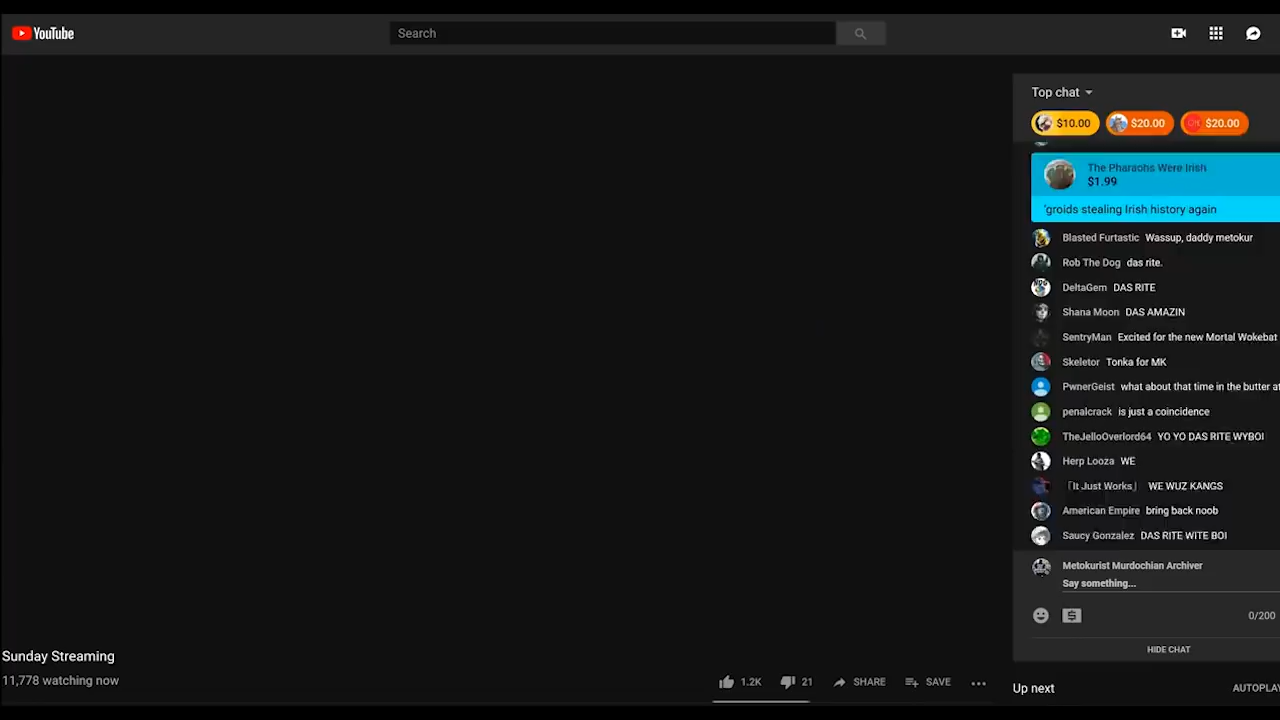 YouTube
Search
Top chat
$10.00 $20.00 $20.00
The Pharaohs Were Irish
$1.99
'groids stealing Irish history again
Blasted Furtastic Wassup, daddy metokur
Rob The Dog das rite.
DeltaGem DAS RITE
Shana Moon DAS AMAZIN
SentryMan Excited for the new Mortal Wokebat
Skeletor Tonka for MK
PwnerGeist what about that time in the butter at
penalcrack is just a coincidence
TheJelloOverlord64 YO YO DAS RITE WYBOI
Herp Looza WE
「It Just Works」 WE WUZ KANGS
American Empire bring back noob
Saucy Gonzalez DAS RITE WITE BOI
Metokurist Murdochian Archiver
Say something...
0/200
HIDE CHAT
Sunday Streaming
11,778 watching now
1.2K 21 SHARE SAVE
Up next
AUTOPLAY